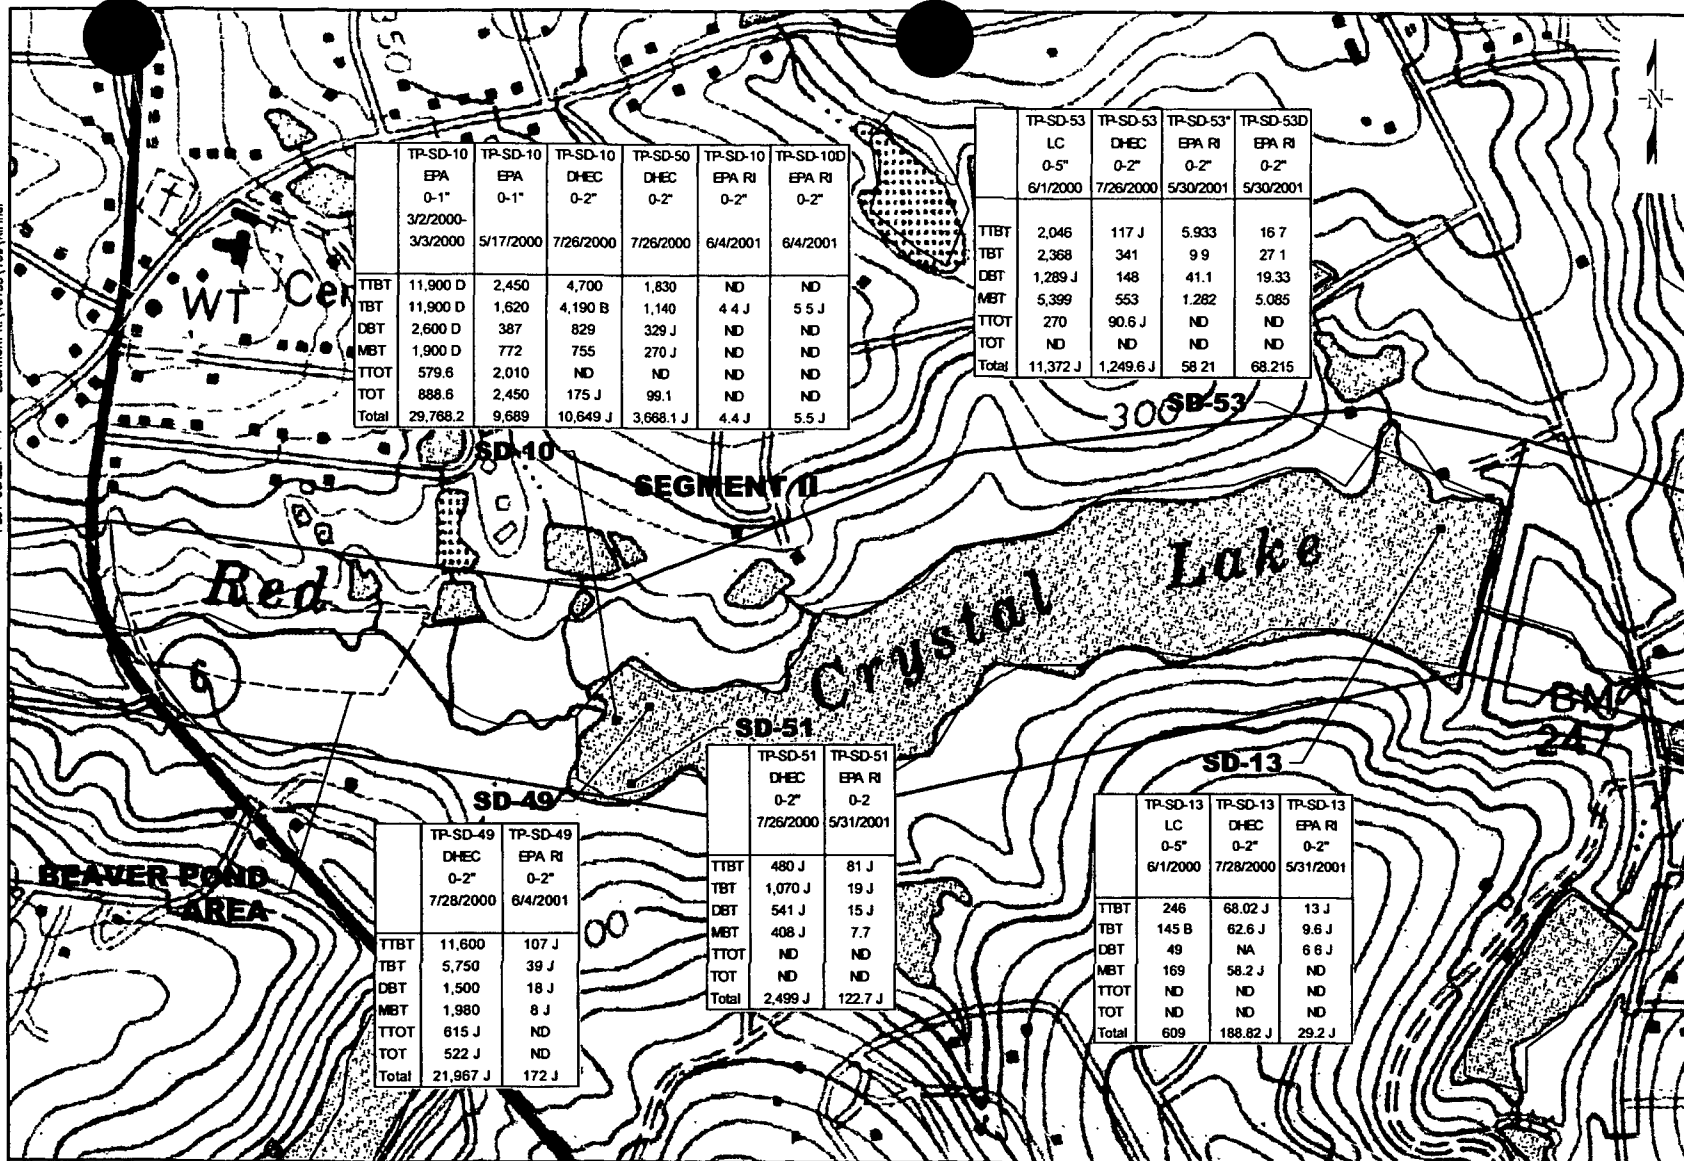 350
N
TP-SD-10 TP-SD-10 TP-SD-10 TP-SD-50 TP-SD-10 TP-SD-10D
EPA EPA DHEC DHEC EPA RI EPA RI
0-1" 0-1" 0-2" 0-2" 0-2" 0-2"
3/2/2000-
3/3/2000 5/17/2000 7/26/2000 7/26/2000 6/4/2001 6/4/2001
TTBT 11,900 D 2,450 4,700 1,830 ND ND
TBT 11,900 D 1,620 4,190 B 1,140 4 4 J 5 5 J
DBT 2,600 D 387 829 329 J ND ND
MBT 1,900 D 772 755 270 J ND ND
TTOT 579.6 2,010 ND ND ND ND
TOT 888.6 2,450 175 J 99.1 ND ND
Total 29,768.2 9,689 10,649 J 3,668.1 J 4.4 J 5.5 J
TP-SD-53 TP-SD-53 TP-SD-53* TP-SD-53D
LC DHEC EPA RI EPA RI
0-5" 0-2" 0-2" 0-2"
6/1/2000 7/26/2000 5/30/2001 5/30/2001
TTBT 2,046 117 J 5.933 16 7
TBT 2,368 341 9 9 27 1
DBT 1,289 J 148 41.1 19.33
MBT 5,399 553 1.282 5.085
TTOT 270 90.6 J ND ND
TOT ND ND ND ND
Total 11,372 J 1,249.6 J 58 21 68.215
WT Cem
300
SD-53
SD-10
SEGMENT II
Red
Crystal Lake
6
BM
247
SD-51
SD-13
SD-49
BEAVER POND
AREA
TP-SD-51 TP-SD-51
DHEC EPA RI
0-2" 0-2
7/26/2000 5/31/2001
TTBT 480 J 81 J
TBT 1,070 J 19 J
DBT 541 J 15 J
MBT 408 J 7.7
TTOT ND ND
TOT ND ND
Total 2,499 J 122.7 J
TP-SD-49 TP-SD-49
DHEC EPA RI
0-2" 0-2"
7/28/2000 6/4/2001
TTBT 11,600 107 J
TBT 5,750 39 J
DBT 1,500 18 J
MBT 1,980 8 J
TTOT 615 J ND
TOT 522 J ND
Total 21,967 J 172 J
00
TP-SD-13 TP-SD-13 TP-SD-13
LC DHEC EPA RI
0-5" 0-2" 0-2"
6/1/2000 7/28/2000 5/31/2001
TTBT 246 68.02 J 13 J
TBT 145 B 62.6 J 9.6 J
DBT 49 NA 6 6 J
MBT 169 58.2 J ND
TTOT ND ND ND
TOT ND ND ND
Total 609 188.82 J 29.2 J